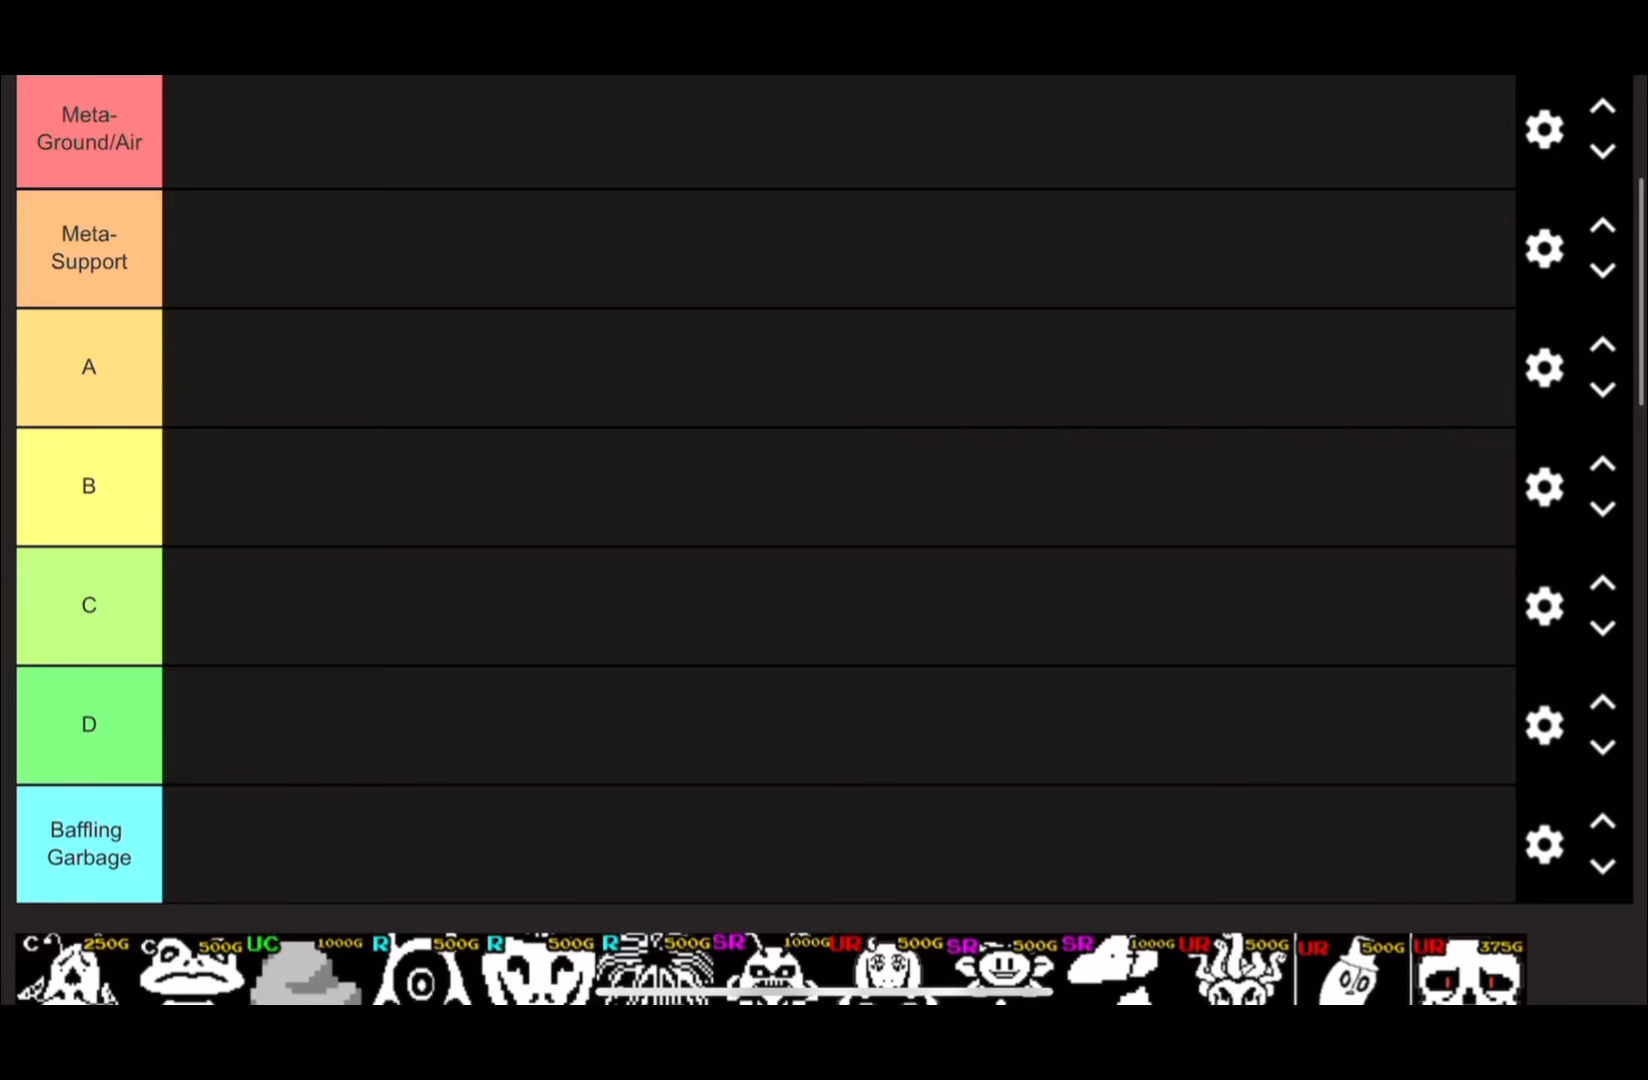 Meta-
Ground/Air
Meta-
Support
A
B
C
D
Baffling
Garbage
C 250G C 500G UC 1000G R 500G R 500G R 500G SR 1000G UR 500G SR 500G SR 1000G UR 500G UR 500G UR 375G